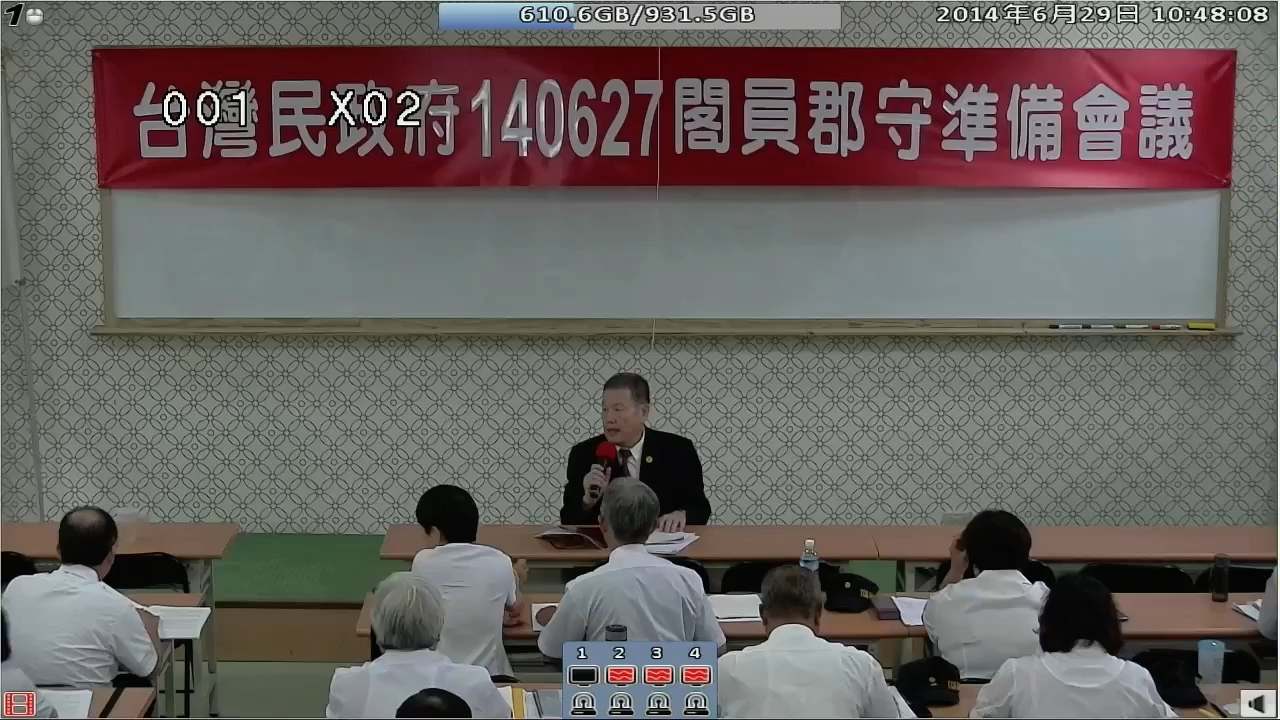 1
610.6GB/931.5GB
2014年6月29日 10:48:08
台灣民政府140627閣員郡守準備會議
001 X02
1 2 3 4